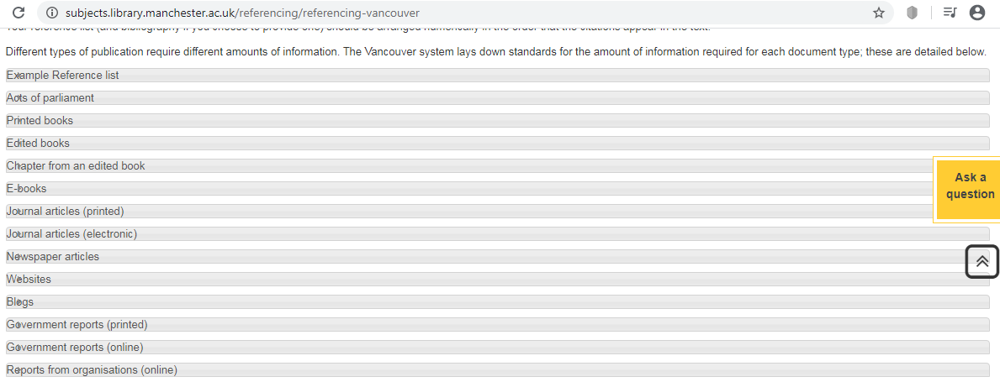 subjects.library.manchester.ac.uk/referencing/referencing-vancouver
Your reference list (and bibliography if you choose to provide one) should be arranged numerically in the order that the citations appear in the text.
Different types of publication require different amounts of information. The Vancouver system lays down standards for the amount of information required for each document type; these are detailed below.
Example Reference list
Acts of parliament
Printed books
Edited books
Chapter from an edited book
E-books
Journal articles (printed)
Journal articles (electronic)
Newspaper articles
Websites
Blogs
Government reports (printed)
Government reports (online)
Reports from organisations (online)
Ask a
question